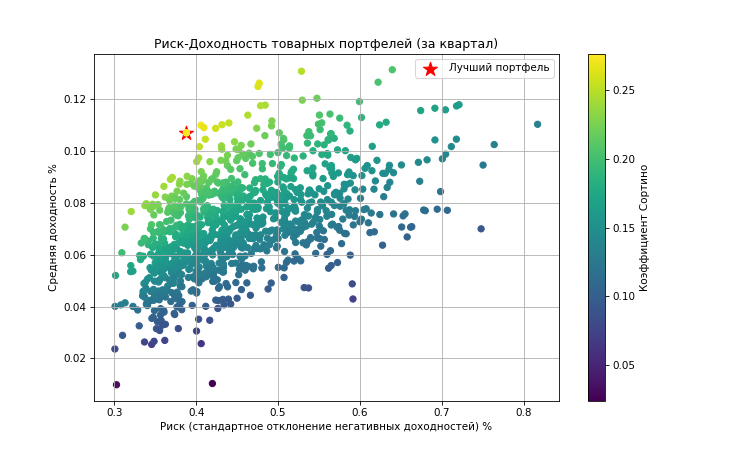 Риск-Доходность товарных портфелей (за квартал)
Лучший портфель
Средняя доходность %
0.12
0.10
0.08
0.06
0.04
0.02
0.3 0.4 0.5 0.6 0.7 0.8
Риск (стандартное отклонение негативных доходностей) %
0.25
0.20
0.15
0.10
0.05
Коэффициент Сортино